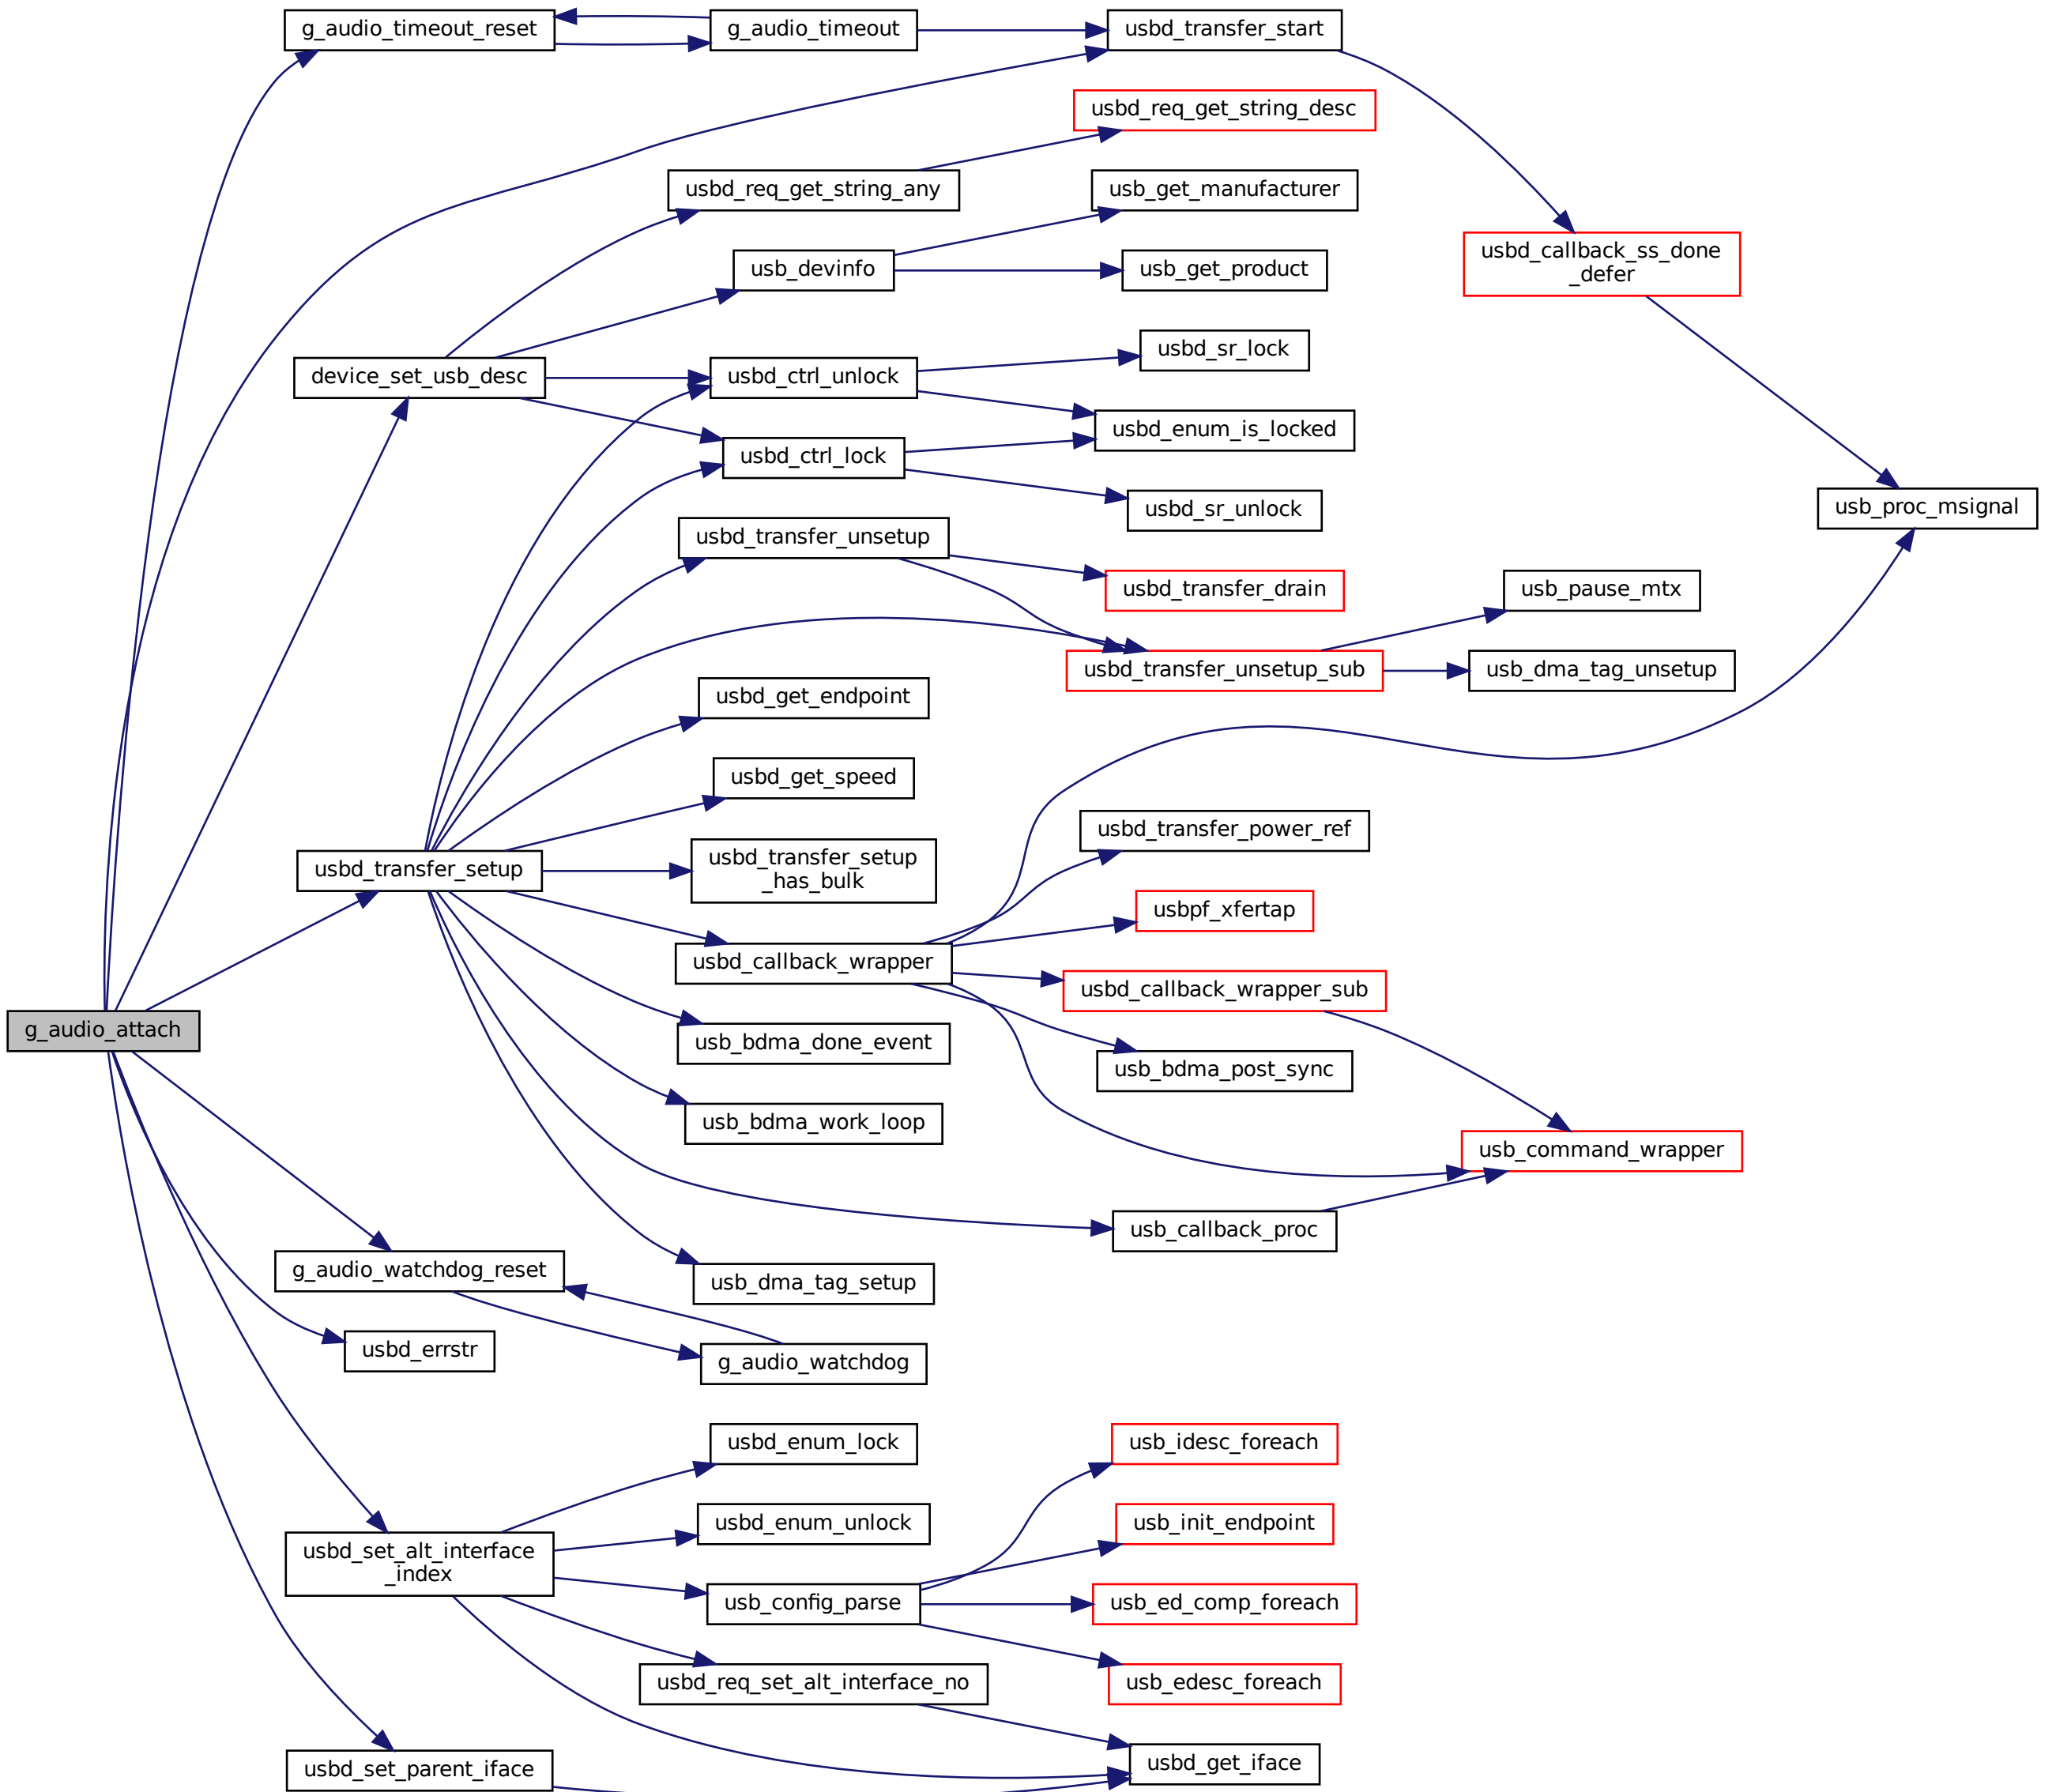 g_audio_timeout_reset
g_audio_timeout
usbd_transfer_start
usbd_req_get_string_desc
usbd_req_get_string_any
usb_get_manufacturer
usb_devinfo
usb_get_product
usbd_callback_ss_done
_defer
usbd_sr_lock
device_set_usb_desc
usbd_ctrl_unlock
usbd_enum_is_locked
usbd_ctrl_lock
usbd_sr_unlock
usb_proc_msignal
usbd_transfer_unsetup
usbd_transfer_drain
usb_pause_mtx
usbd_transfer_unsetup_sub
usb_dma_tag_unsetup
usbd_get_endpoint
usbd_get_speed
usbd_transfer_power_ref
usbd_transfer_setup
usbd_transfer_setup
_has_bulk
usbpf_xfertap
usbd_callback_wrapper
usbd_callback_wrapper_sub
g_audio_attach
usb_bdma_done_event
usb_bdma_post_sync
usb_bdma_work_loop
usb_command_wrapper
usb_callback_proc
g_audio_watchdog_reset
usb_dma_tag_setup
usbd_errstr
g_audio_watchdog
usbd_enum_lock
usb_idesc_foreach
usbd_enum_unlock
usb_init_endpoint
usbd_set_alt_interface
_index
usb_config_parse
usb_ed_comp_foreach
usbd_req_set_alt_interface_no
usb_edesc_foreach
usbd_set_parent_iface
usbd_get_iface